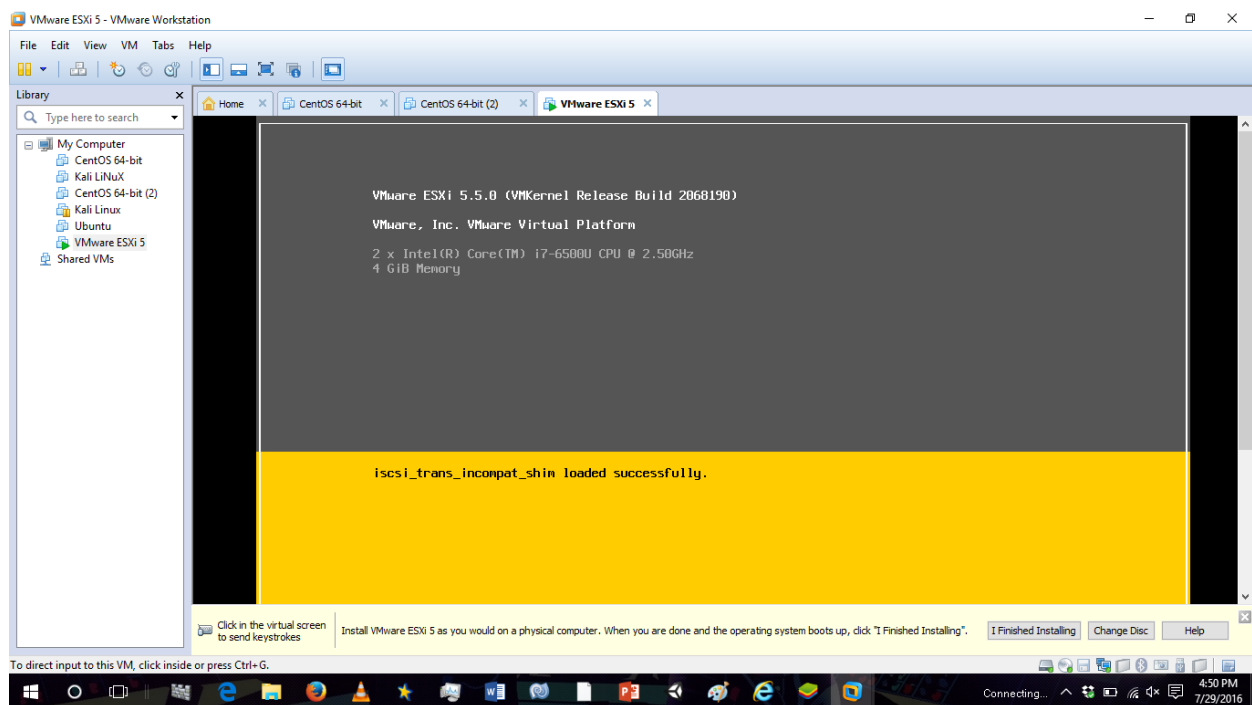 VMware ESXi 5 - VMware Workstation
File Edit View VM Tabs Help
Library
Type here to search
My Computer
CentOS 64-bit
Kali LiNuX
CentOS 64-bit (2)
Kali Linux
Ubuntu
VMware ESXi 5
Shared VMs
Home CentOS 64-bit CentOS 64-bit (2) VMware ESXi 5
VMware ESXi 5.5.0 (VMKernel Release Build 2068190)
VMware, Inc. VMware Virtual Platform
2 x Intel(R) Core(TM) i7-6500U CPU @ 2.50GHz
4 GiB Memory
iscsi_trans_incompat_shim loaded successfully.
Click in the virtual screen
to send keystrokes
Install VMware ESXi 5 as you would on a physical computer. When you are done and the operating system boots up, click "I Finished Installing".
I Finished Installing Change Disc Help
To direct input to this VM, click inside or press Ctrl+G.
Connecting...
4:50 PM
7/29/2016